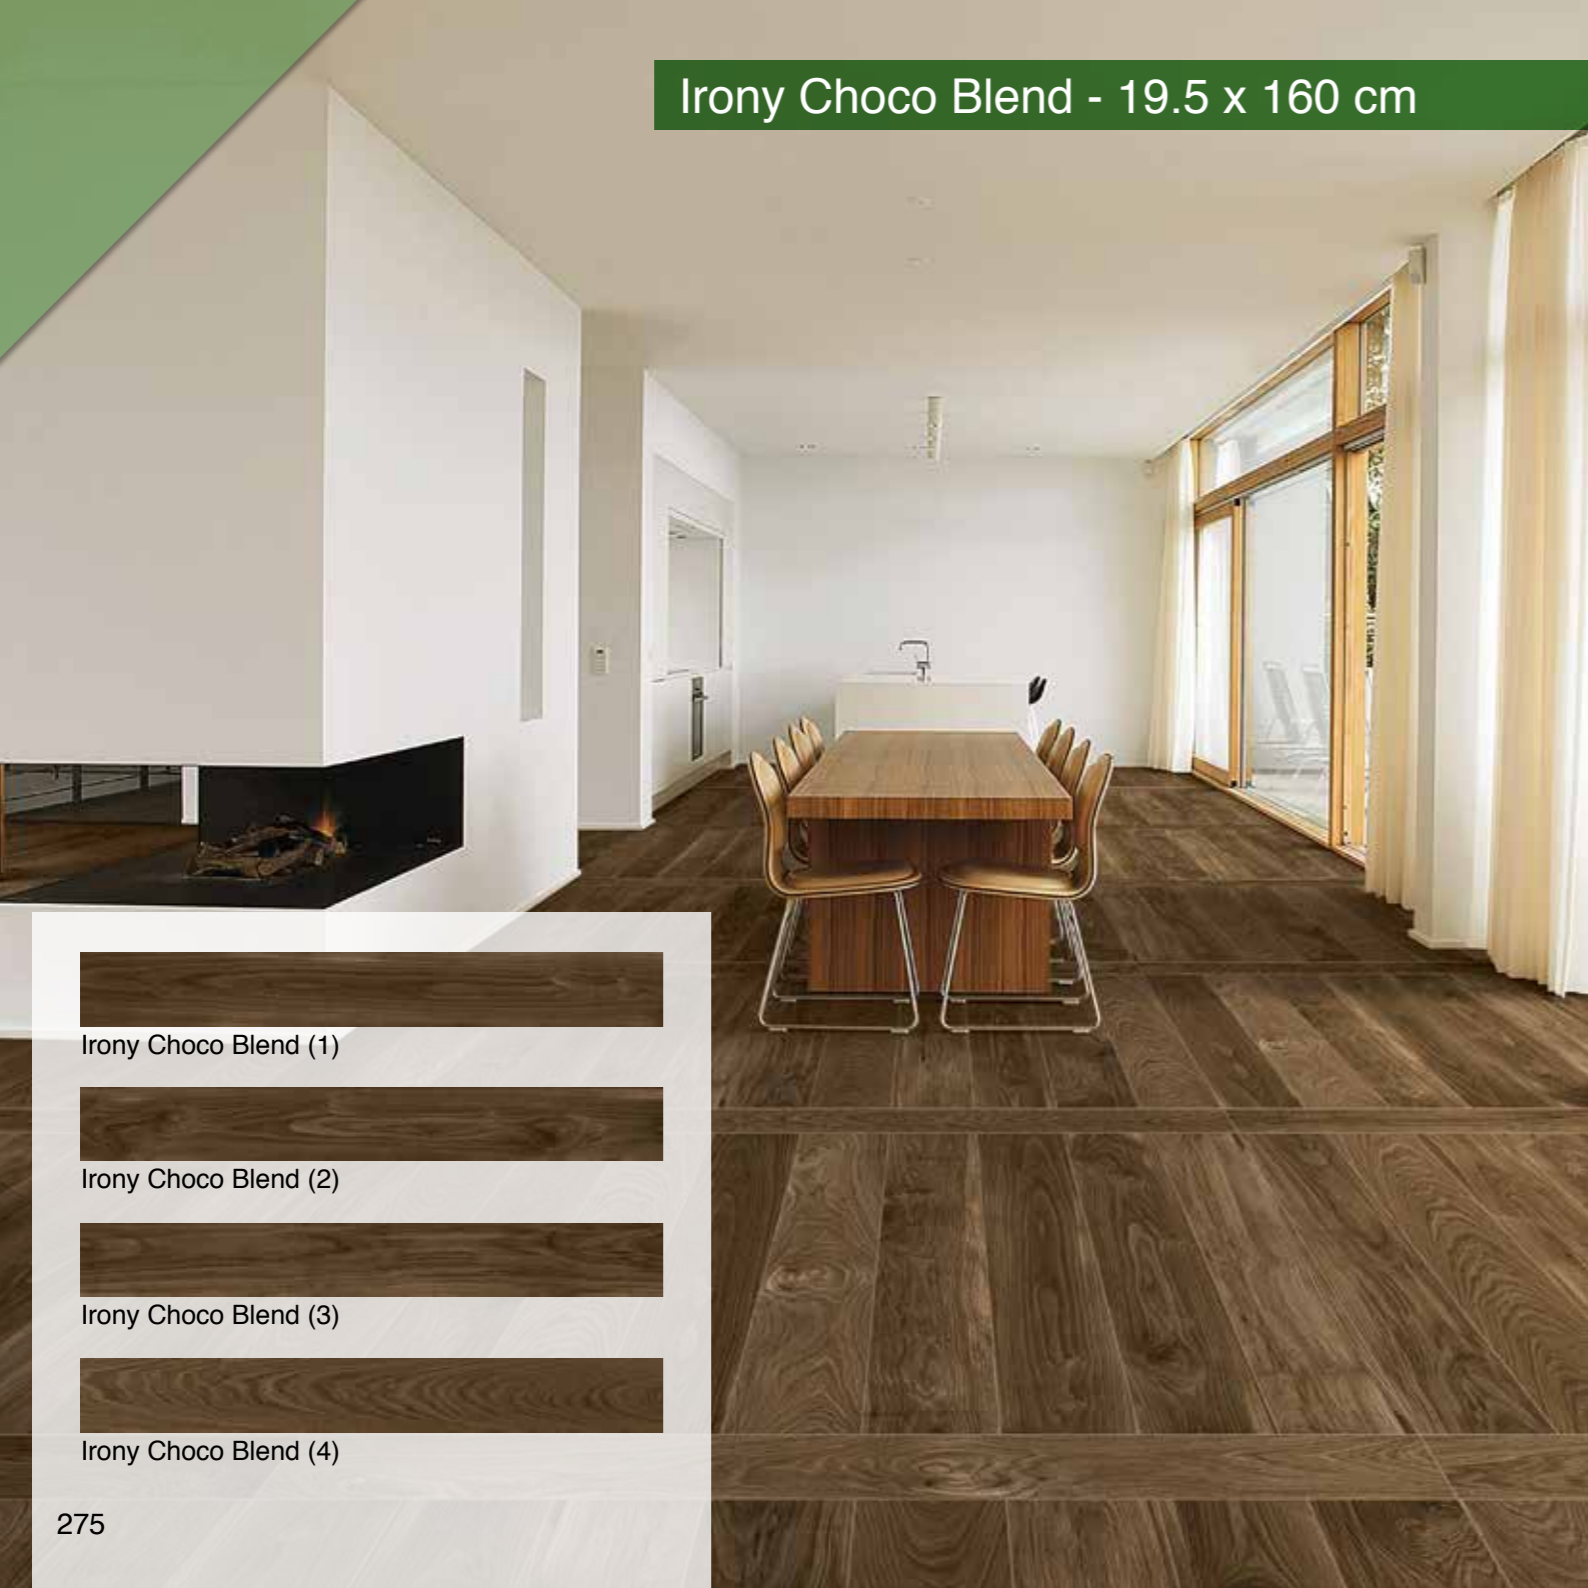 Irony Choco Blend - 19.5 x 160 cm
Irony Choco Blend (1)
Irony Choco Blend (2)
Irony Choco Blend (3)
Irony Choco Blend (4)
275